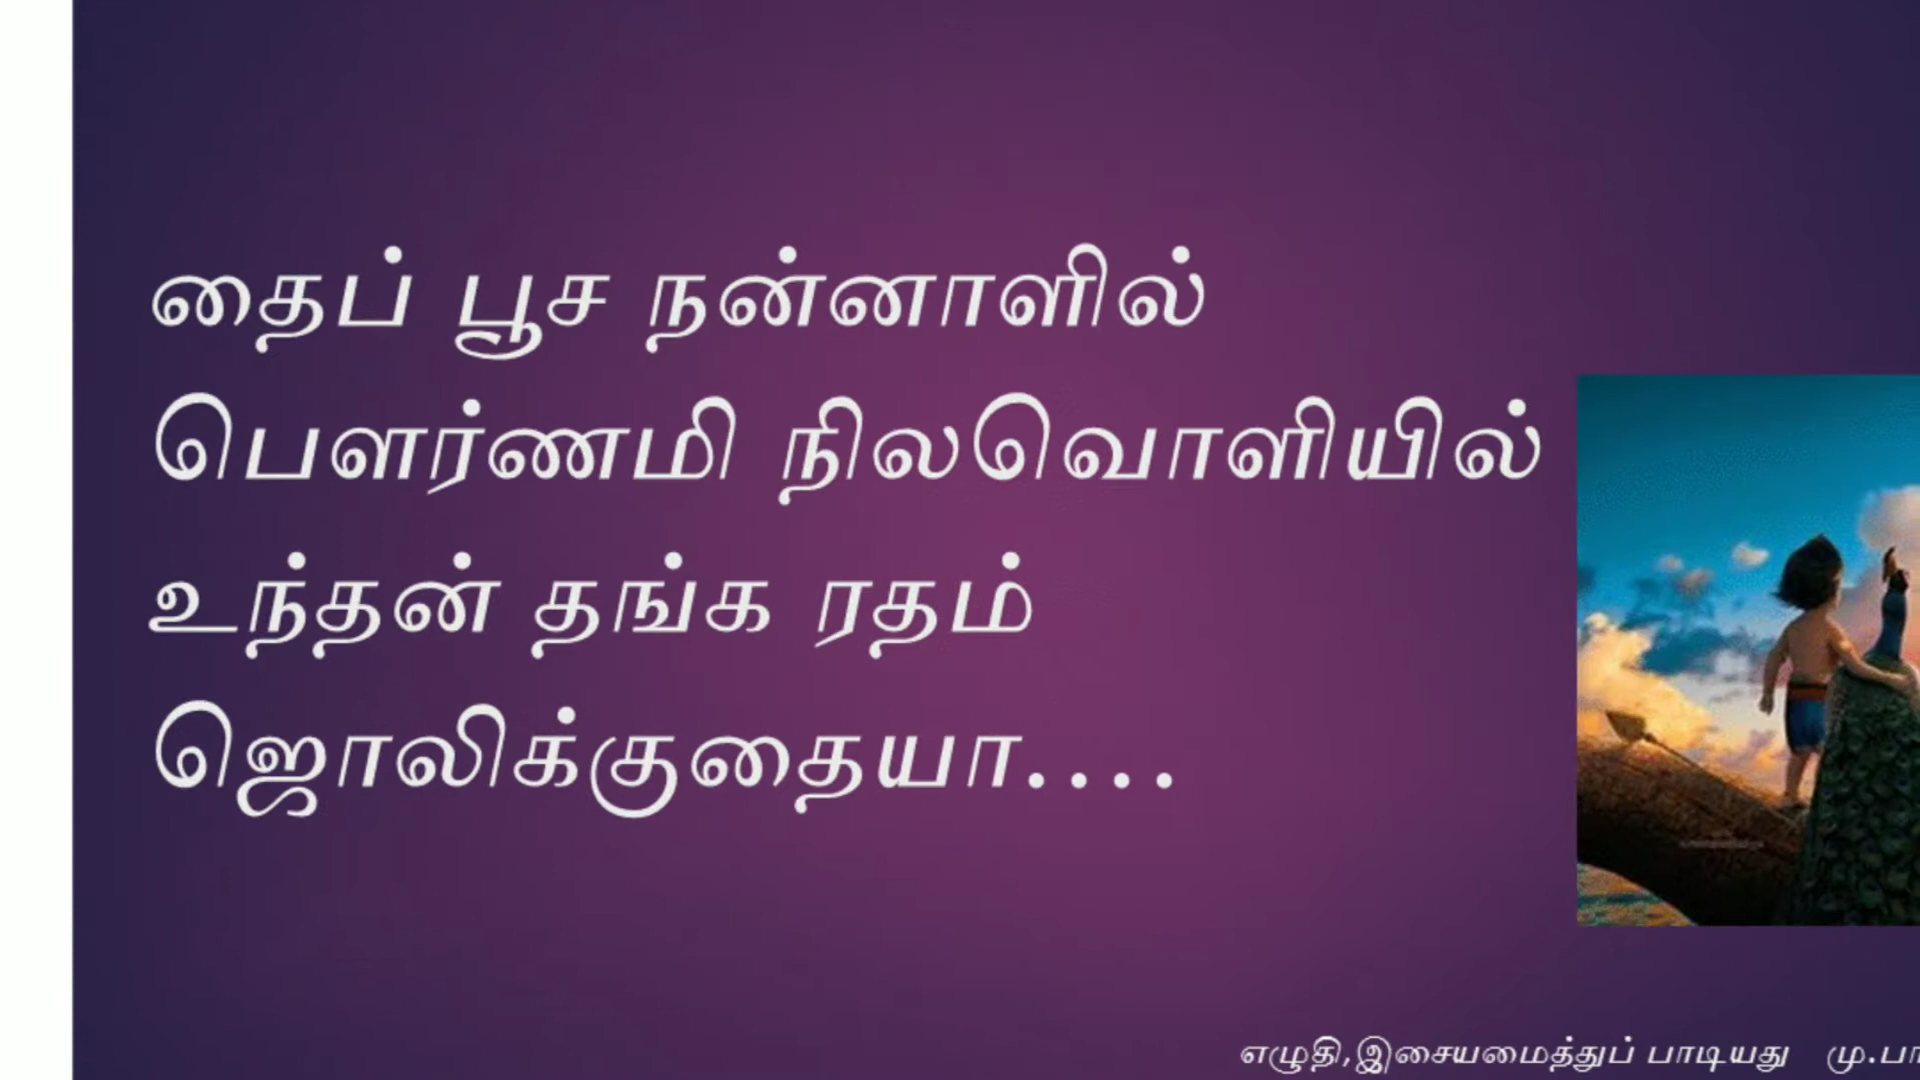 தைப் பூச நன்னாளில்
பௌர்ணமி நிலவொளியில்
உந்தன் தங்க ரதம்
ஜொலிக்குதையா....
எழுதி,இசையமைத்துப் பாடியது மு.பா